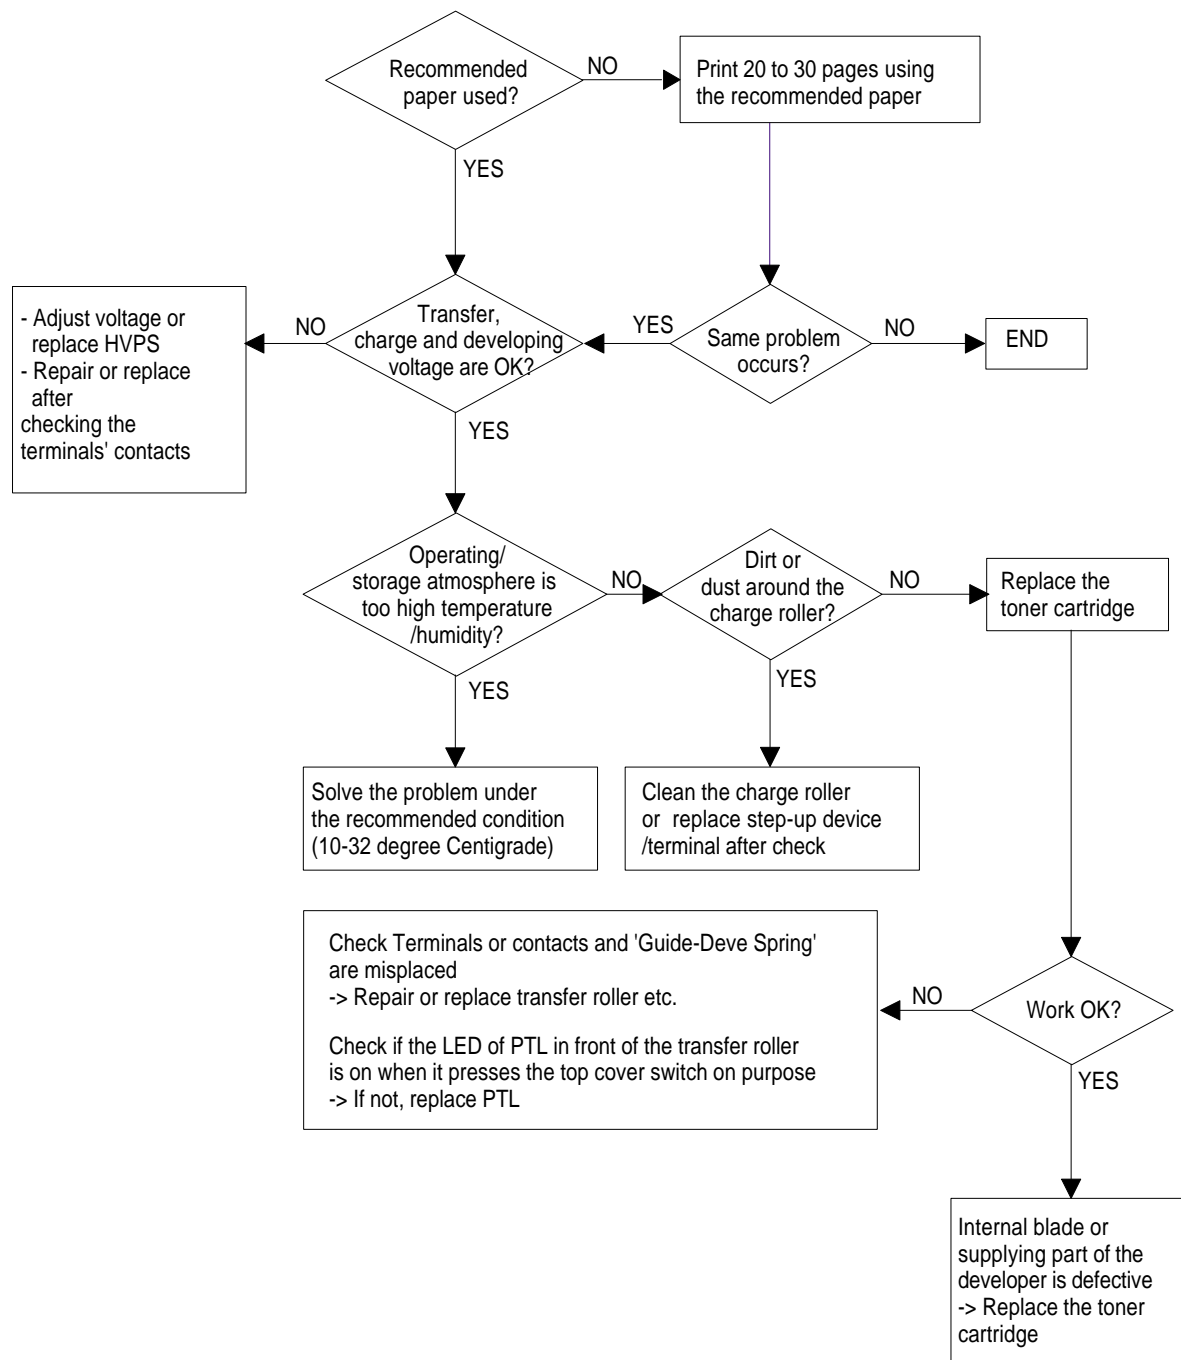 Recommended
paper used?
NO
Print 20 to 30 pages using
the recommended paper
YES
- Adjust voltage or
replace HVPS
- Repair or replace
after
checking the
terminals' contacts
NO
Transfer,
charge and developing
voltage are OK?
YES
Same problem
occurs?
NO
END
YES
Operating/
storage atmosphere is
too high temperature
/humidity?
NO
Dirt or
dust around the
charge roller?
NO
Replace the
toner cartridge
YES
YES
Solve the problem under
the recommended condition
(10-32 degree Centigrade)
Clean the charge roller
or replace step-up device
/terminal after check
Check Terminals or contacts and 'Guide-Deve Spring'
are misplaced
-> Repair or replace transfer roller etc.
Check if the LED of PTL in front of the transfer roller
is on when it presses the top cover switch on purpose
-> If not, replace PTL
NO
Work OK?
YES
Internal blade or
supplying part of the
developer is defective
-> Replace the toner
cartridge